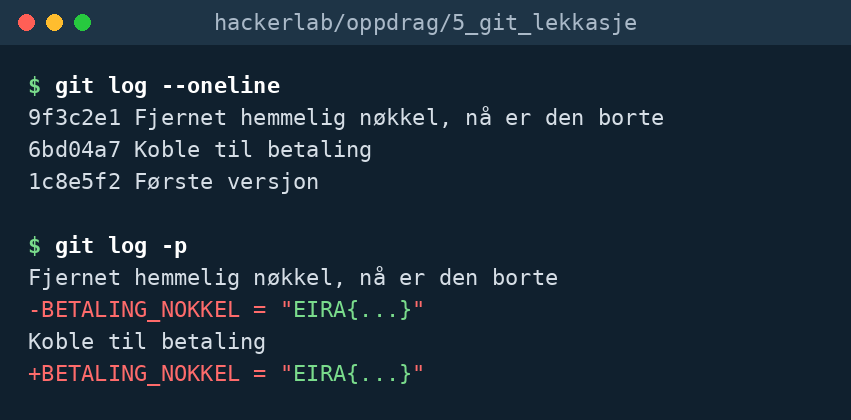 hackerlab/oppdrag/5_git_lekkasje
$ git log --oneline
9f3c2e1 Fjernet hemmelig nøkkel, nå er den borte
6bd04a7 Koble til betaling
1c8e5f2 Første versjon
$ git log -p
Fjernet hemmelig nøkkel, nå er den borte
-BETALING_NOKKEL = "EIRA{...}"
Koble til betaling
+BETALING_NOKKEL = "EIRA{...}"